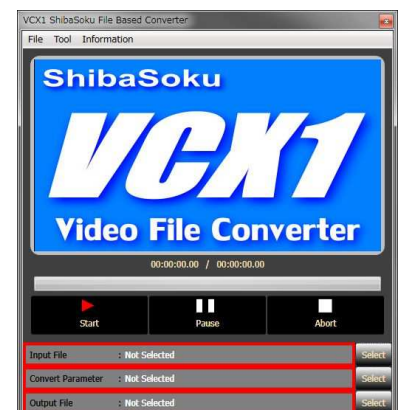 VCX1 ShibaSoku File Based Converter
File Tool Information
ShibaSoku
VCX1
Video File Converter
00:00:00.00 / 00:00:00.00
Start Pause Abort
Input File : Not Selected Select
Convert Parameter : Not Selected Select
Output File : Not Selected Select